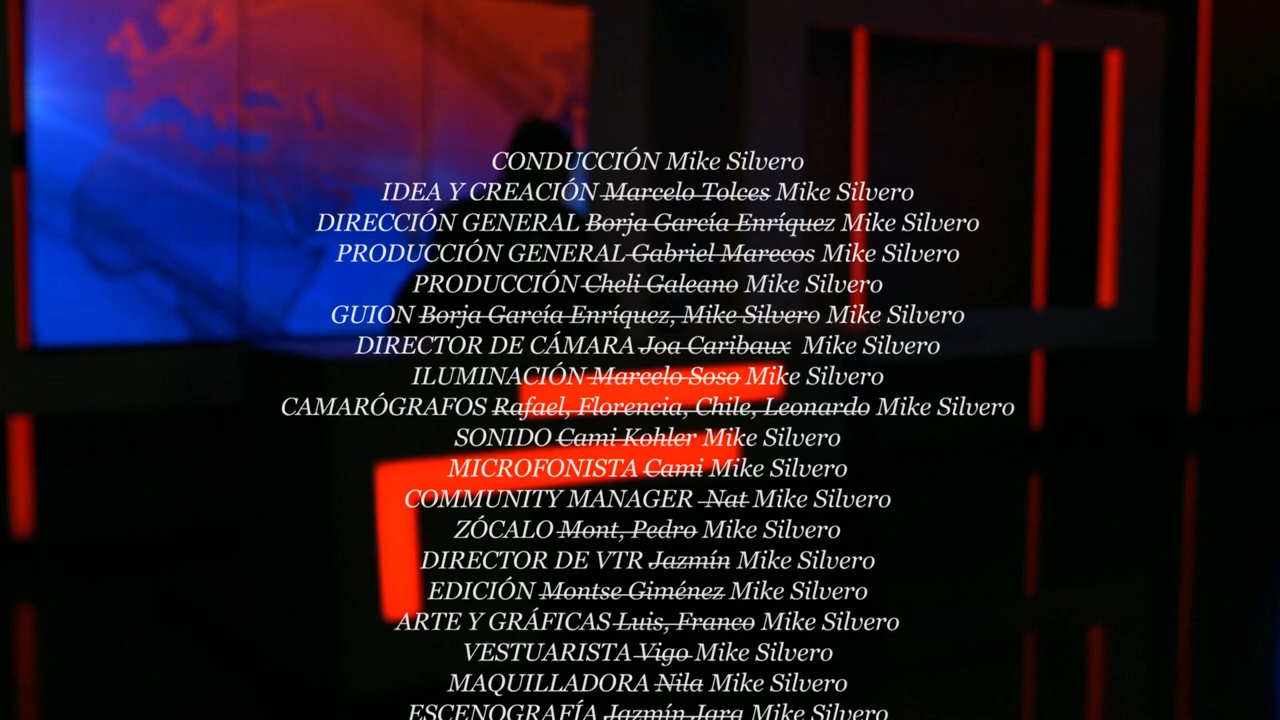 CONDUCCIÓN Mike Silvero
IDEA Y CREACIÓN Marcelo Tolces Mike Silvero
DIRECCIÓN GENERAL Borja García Enríquez Mike Silvero
PRODUCCIÓN GENERAL Gabriel Marecos Mike Silvero
PRODUCCIÓN Cheli Galeano Mike Silvero
GUION Borja García Enríquez, Mike Silvero Mike Silvero
DIRECTOR DE CÁMARA Joa Caribaux Mike Silvero
ILUMINACIÓN Marcelo Soso Mike Silvero
CAMARÓGRAFOS Rafael, Florencia, Chile, Leonardo Mike Silvero
SONIDO Cami Kohler Mike Silvero
MICROFONISTA Cami Mike Silvero
COMMUNITY MANAGER Nat Mike Silvero
ZÓCALO Mont, Pedro Mike Silvero
DIRECTOR DE VTR Jazmín Mike Silvero
EDICIÓN Montse Giménez Mike Silvero
ARTE Y GRÁFICAS Luis, Franco Mike Silvero
VESTUARISTA Vigo Mike Silvero
MAQUILLADORA Nila Mike Silvero
ESCENOGRAFÍA Jazmín Jara Mike Silvero